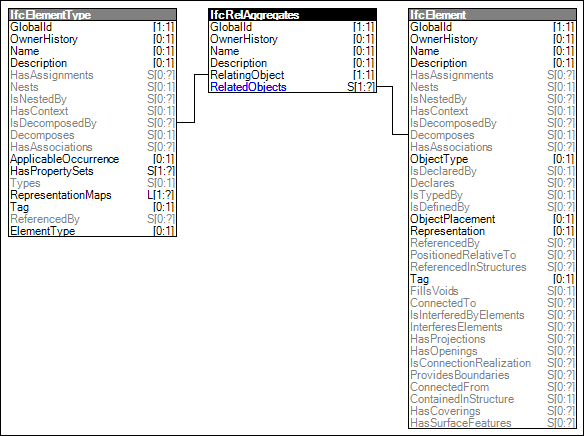 IfcElementType
GlobalId [1:1]
OwnerHistory [0:1]
Name [0:1]
Description [0:1]
HasAssignments S[0:?]
Nests S[0:1]
IsNestedBy S[0:?]
HasContext S[0:1]
IsDecomposedBy S[0:?]
Decomposes S[0:1]
HasAssociations S[0:?]
ApplicableOccurrence [0:1]
HasPropertySets S[1:?]
Types S[0:1]
RepresentationMaps L[1:?]
Tag [0:1]
ReferencedBy S[0:?]
ElementType [0:1]
IfcRelAggregates
GlobalId [1:1]
OwnerHistory [0:1]
Name [0:1]
Description [0:1]
RelatingObject [1:1]
RelatedObjects S[1:?]
IfcElement
GlobalId [1:1]
OwnerHistory [0:1]
Name [0:1]
Description [0:1]
HasAssignments S[0:?]
Nests S[0:1]
IsNestedBy S[0:?]
HasContext S[0:1]
IsDecomposedBy S[0:?]
Decomposes S[0:1]
HasAssociations S[0:?]
ObjectType [0:1]
IsDeclaredBy S[0:1]
Declares S[0:?]
IsTypedBy S[0:1]
IsDefinedBy S[0:?]
ObjectPlacement [0:1]
Representation [0:1]
ReferencedBy S[0:?]
PositionedRelativeTo S[0:?]
ReferencedInStructures S[0:?]
Tag [0:1]
FillsVoids S[0:1]
ConnectedTo S[0:?]
IsInterferedByElements S[0:?]
InterferesElements S[0:?]
HasProjections S[0:?]
HasOpenings S[0:?]
IsConnectionRealization S[0:?]
ProvidesBoundaries S[0:?]
ConnectedFrom S[0:?]
ContainedInStructure S[0:1]
HasCoverings S[0:?]
HasSurfaceFeatures S[0:?]